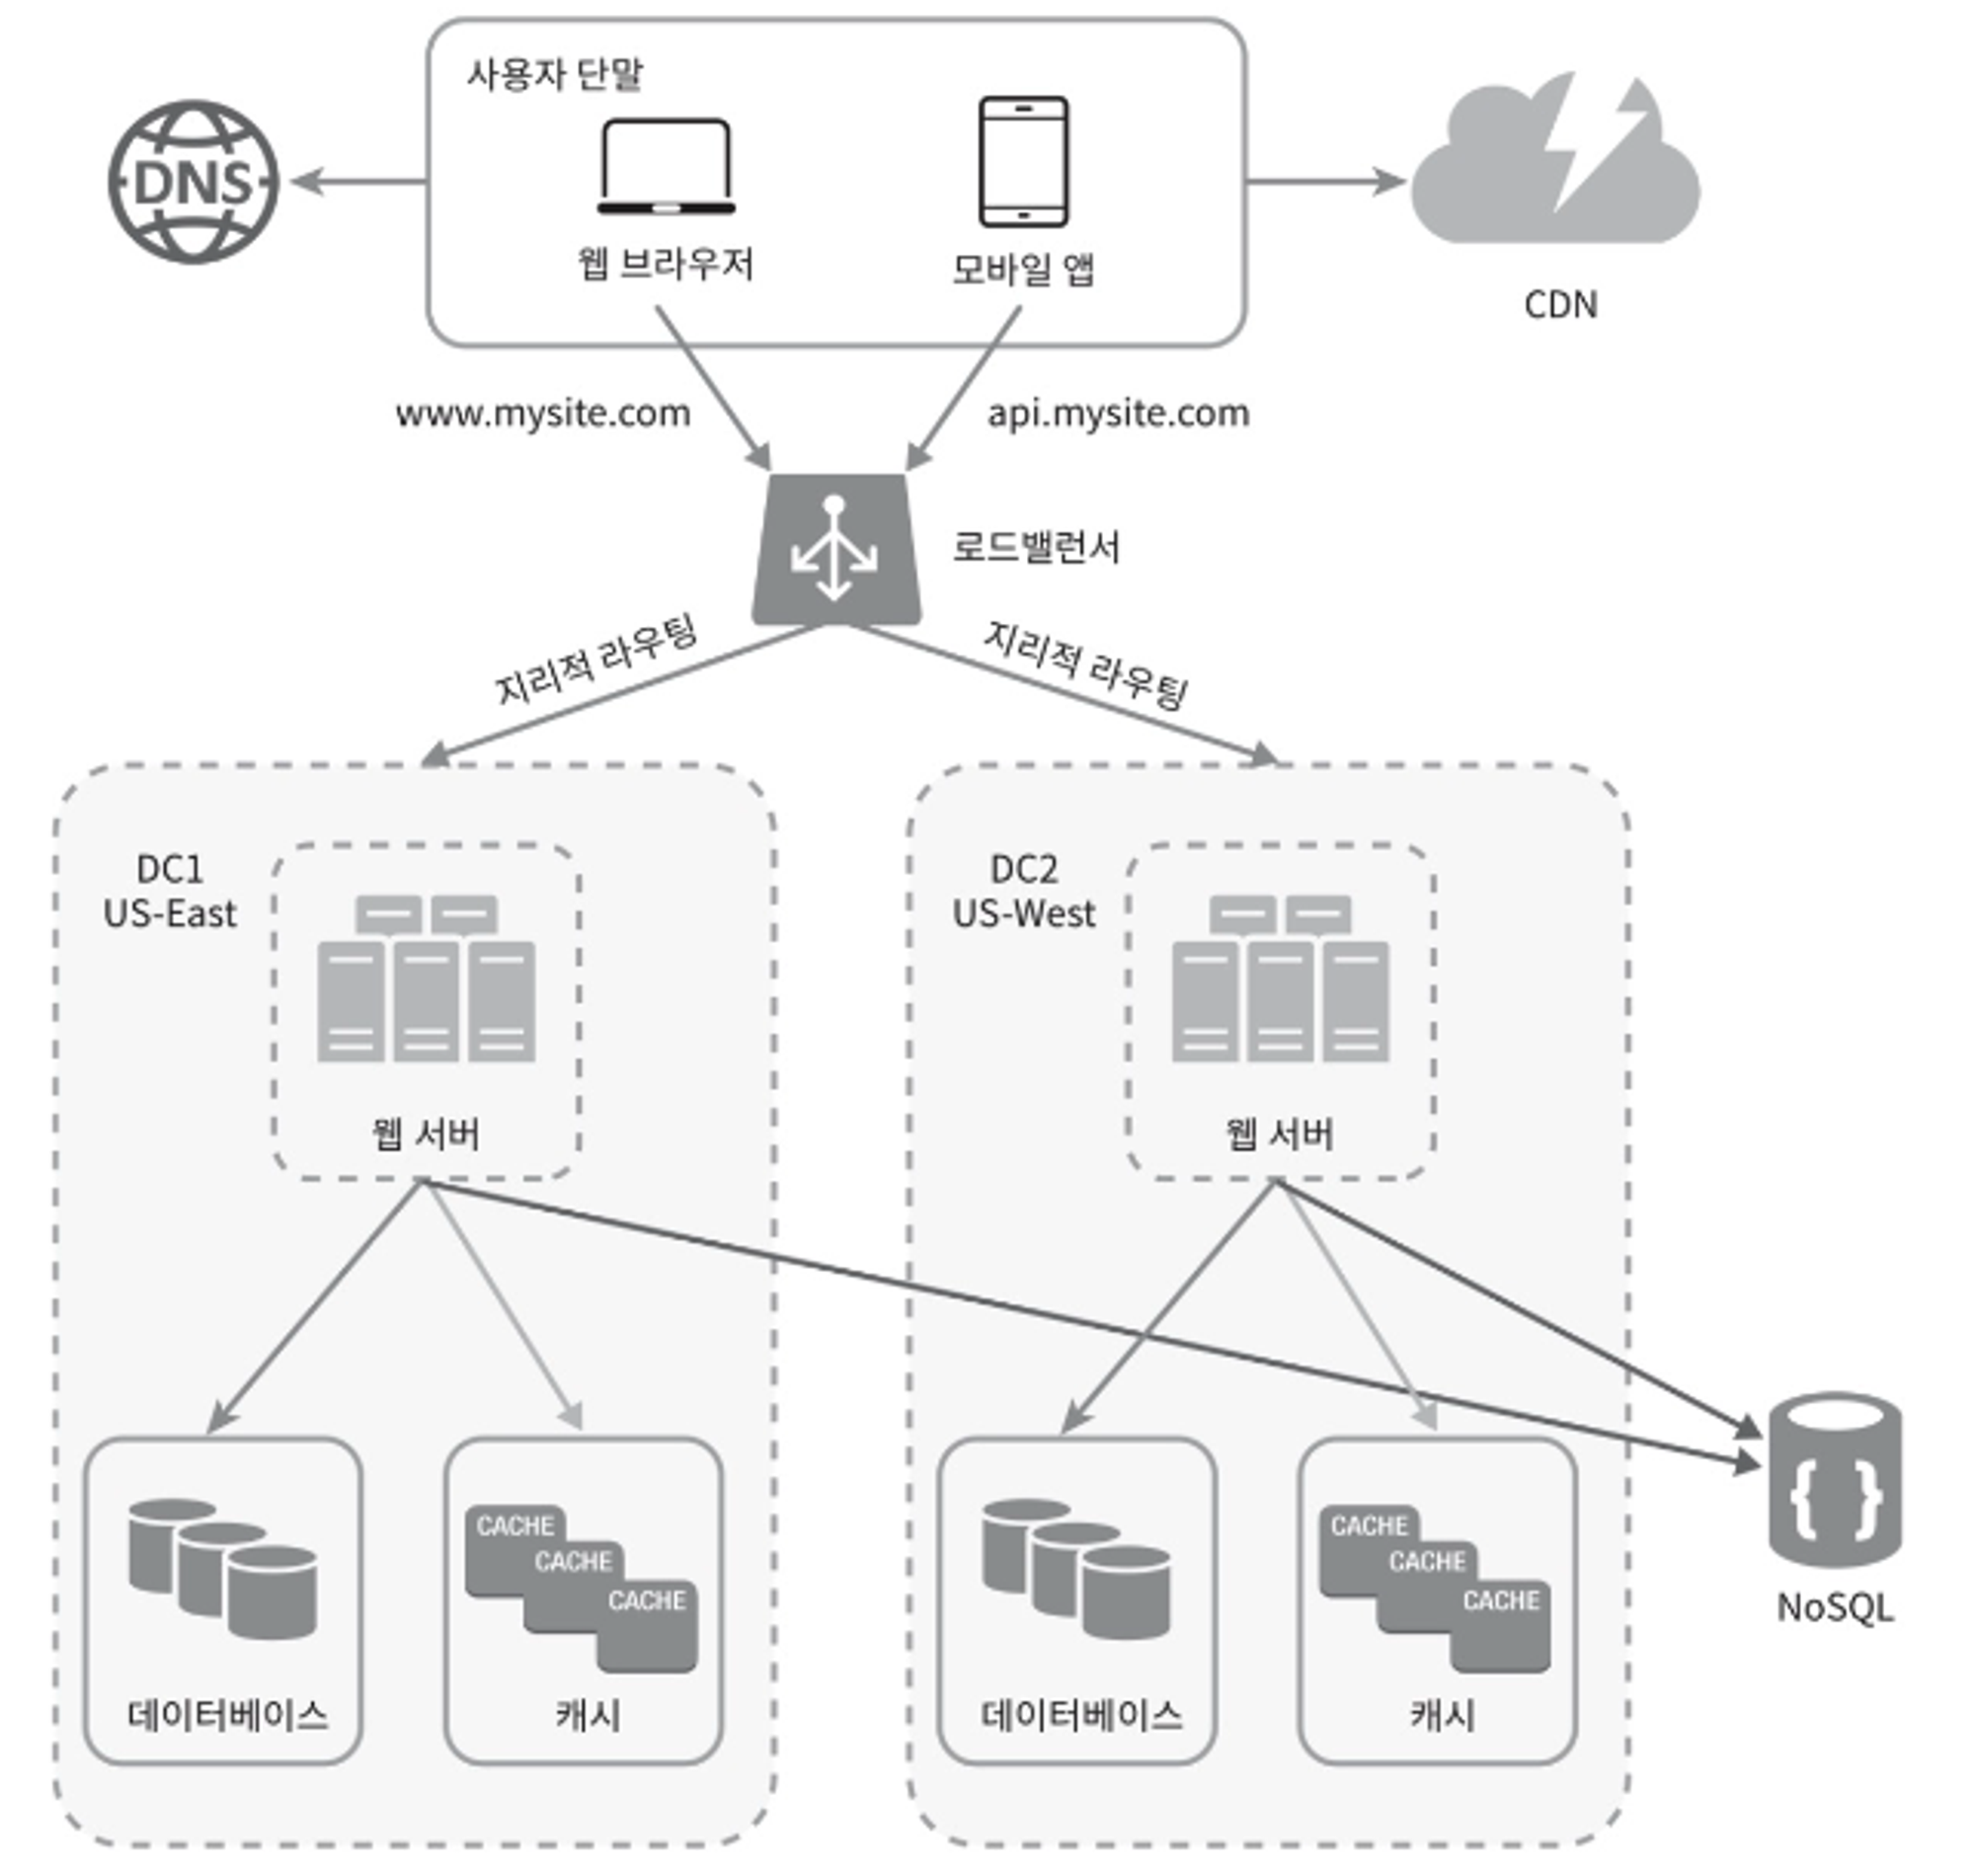 사용자 단말
DNS
웹 브라우저
모바일 앱
CDN
www.mysite.com
api.mysite.com
로드밸런서
지리적 라우팅
지리적 라우팅
DC1
US-East
웹 서버
DC2
US-West
웹 서버
CACHE
CACHE
CACHE
데이터베이스
캐시
CACHE
CACHE
CACHE
데이터베이스
캐시
{ }
NoSQL